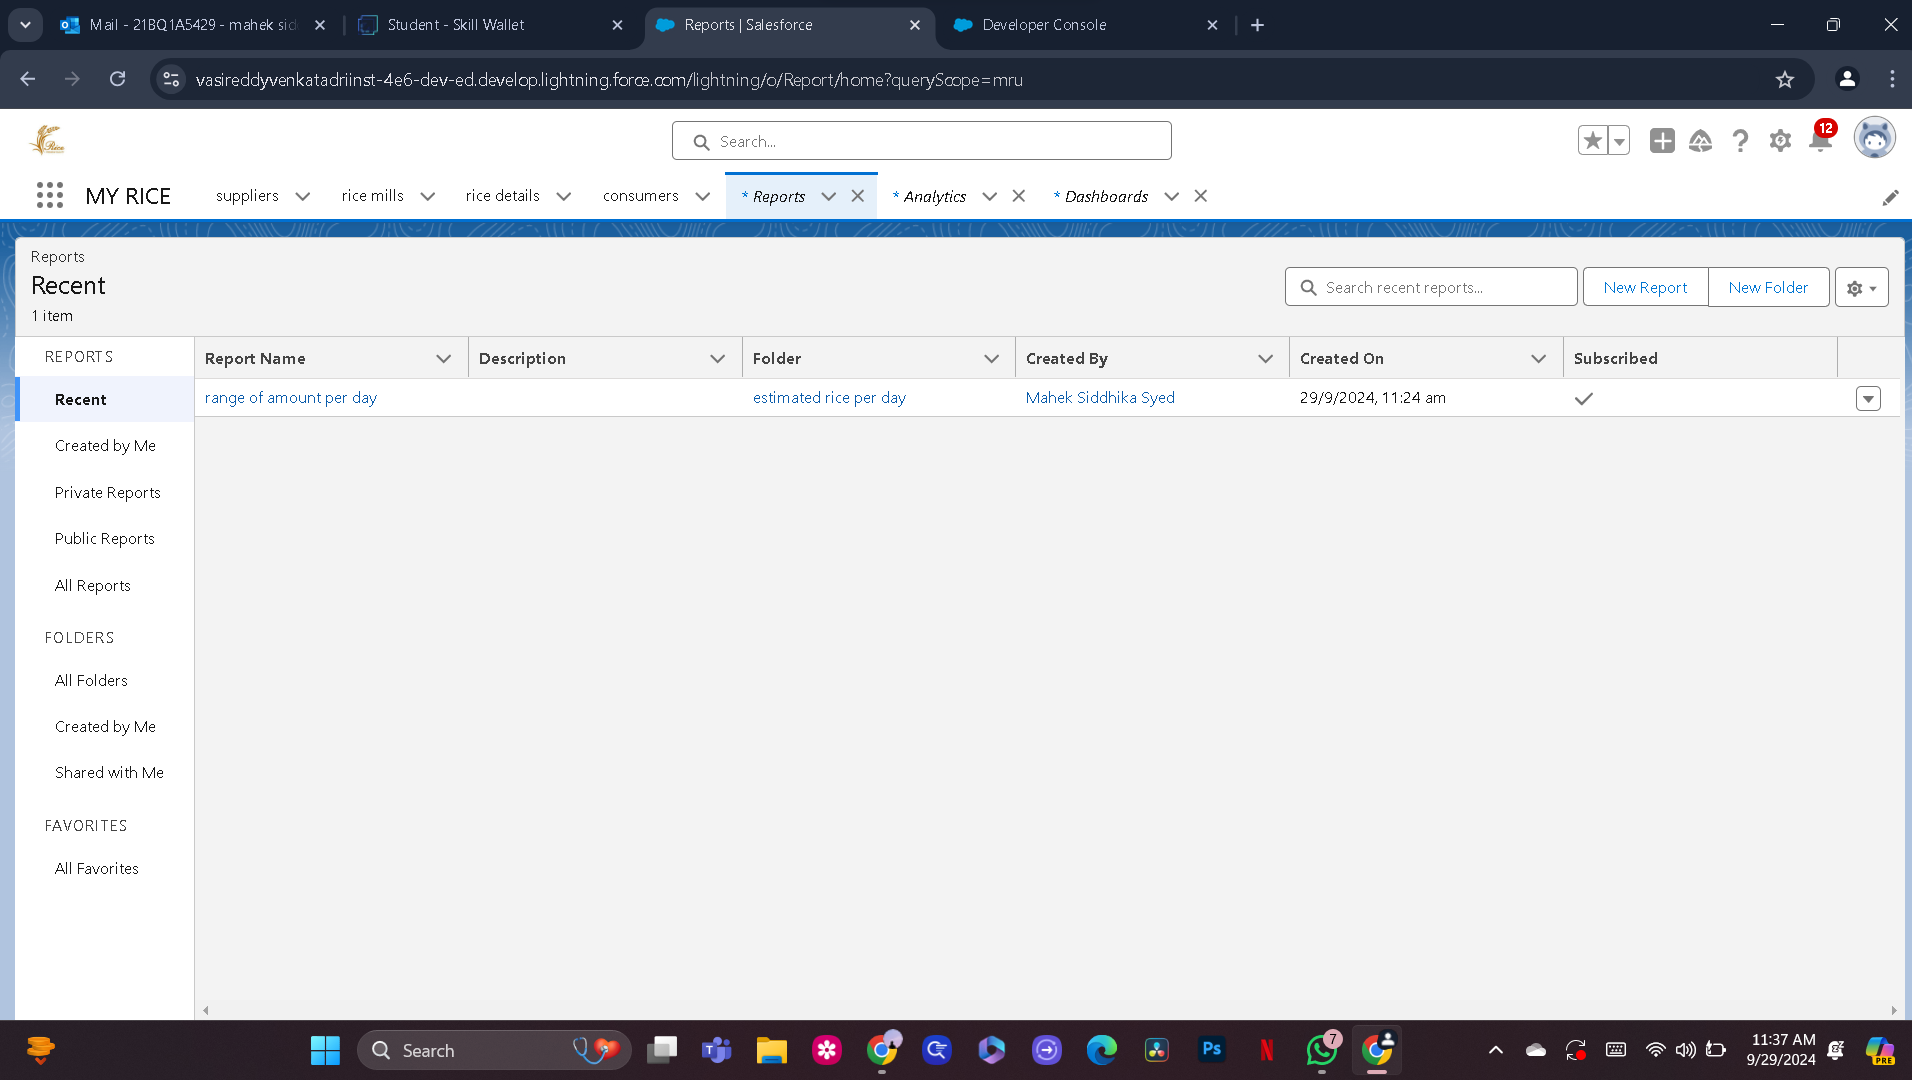 Mail - 21BQ1A5429 - mahek sid
Student - Skill Wallet
Reports | Salesforce
Developer Console
vasireddyvenkatadriinst-4e6-dev-ed.develop.lightning.force.com/lightning/o/Report/home?queryScope=mru
Rice
Search...
12
MY RICE
suppliers
rice mills
rice details
consumers
* Reports
* Analytics
* Dashboards
Reports
Recent
1 item
Search recent reports...
New Report
New Folder
REPORTS
Recent
Created by Me
Private Reports
Public Reports
All Reports
FOLDERS
All Folders
Created by Me
Shared with Me
FAVORITES
All Favorites
Report Name Description Folder Created By Created On Subscribed
range of amount per day estimated rice per day Mahek Siddhika Syed 29/9/2024, 11:24 am
Search
Ps
N
7
11:37 AM
9/29/2024
PRE